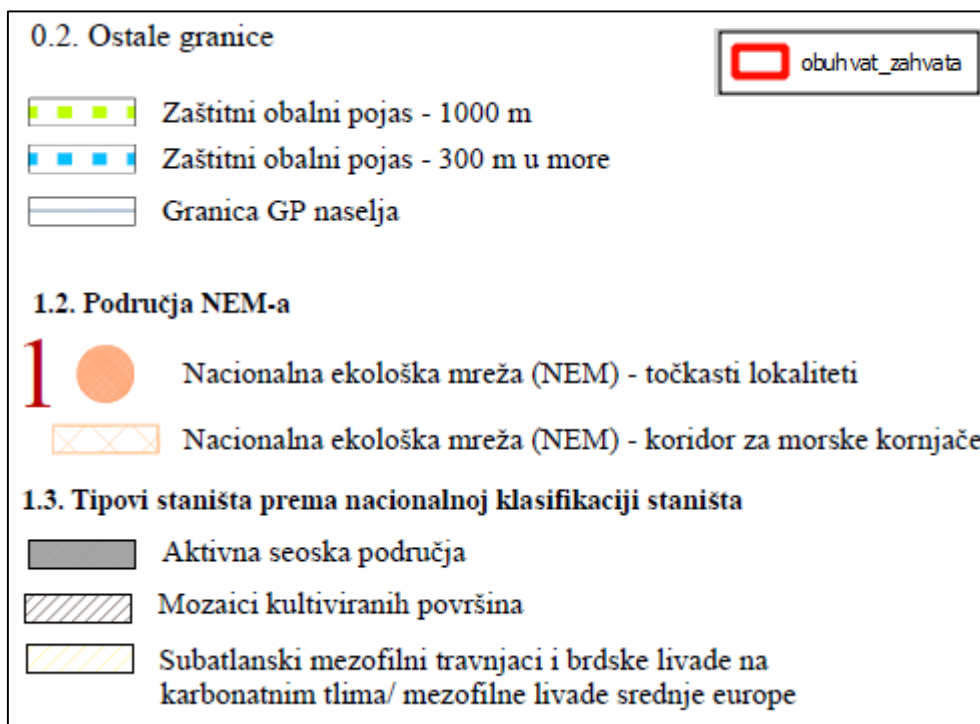 0.2. Ostale granice
obuhvat_zahvata
Zaštitni obalni pojas - 1000 m
Zaštitni obalni pojas - 300 m u more
Granica GP naselja
1.2. Područja NEM-a
1
Nacionalna ekološka mreža (NEM) - točkasti lokaliteti
Nacionalna ekološka mreža (NEM) - koridor za morske kornjače
1.3. Tipovi staništa prema nacionalnoj klasifikaciji staništa
Aktivna seoska područja
Mozaici kultiviranih površina
Subatlanski mezofilni travnjaci i brdske livade na
karbonatnim tlima/ mezofilne livade srednje europe